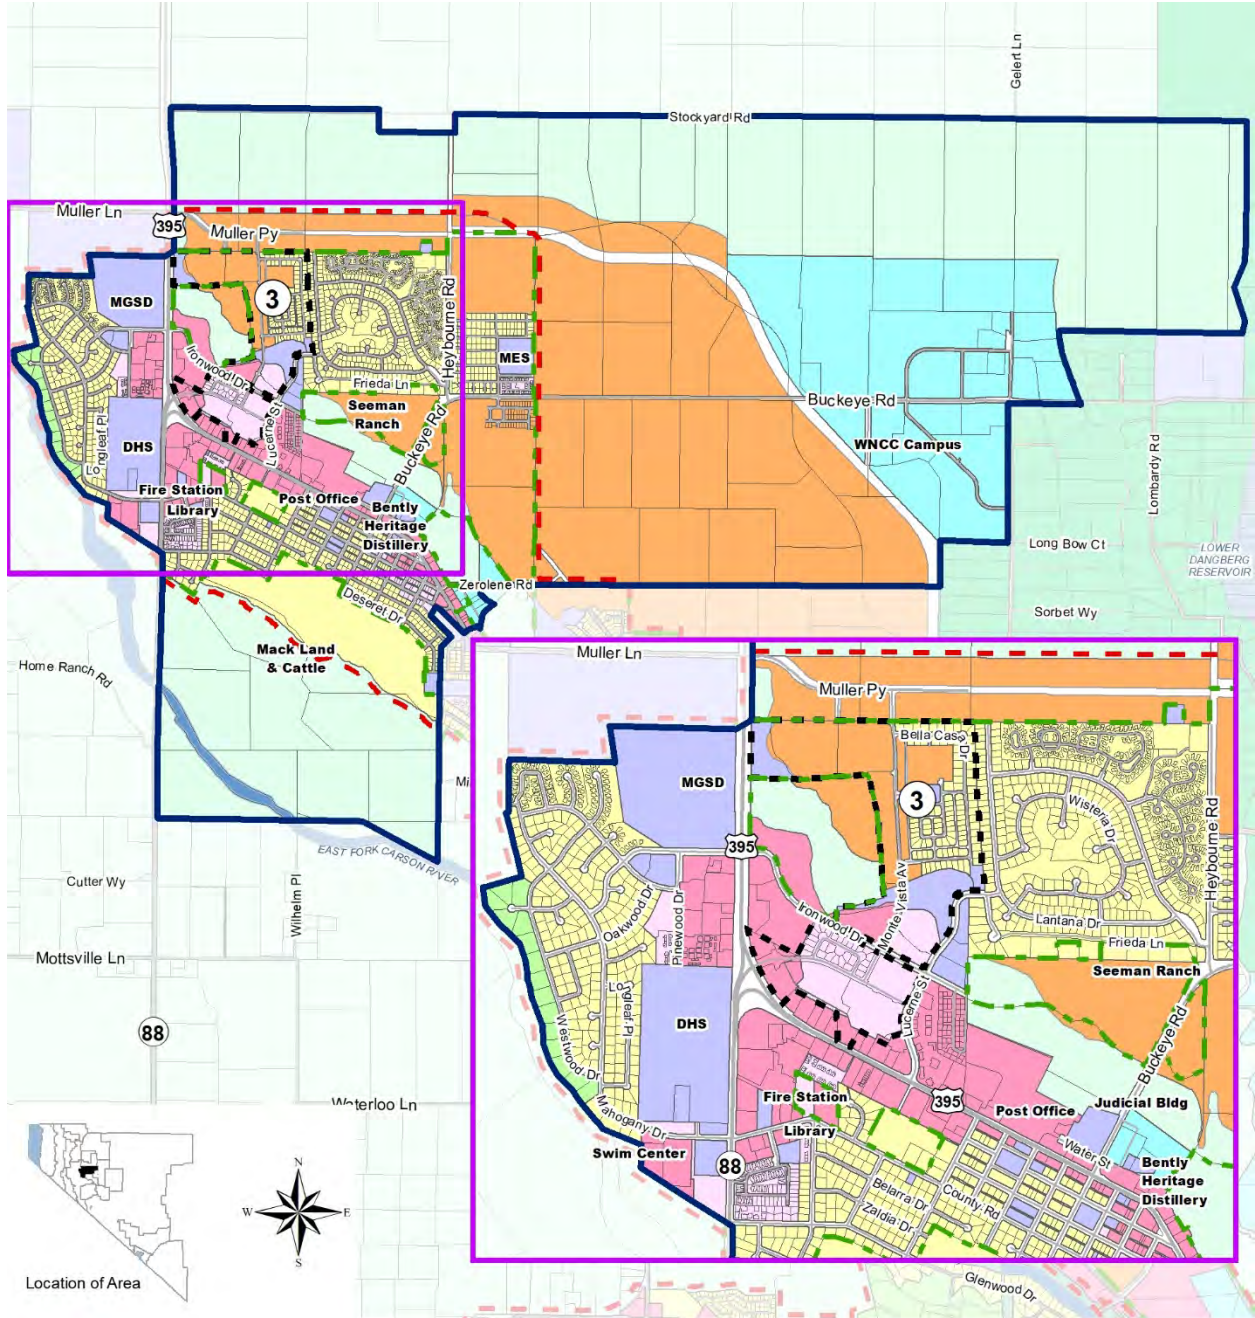 Gelert Ln
Stockyard Rd
Muller Ln
395
Muller Py
MGSD
3
Heybourne Rd
MES
Ironwood Dr
Frieda Ln
Buckeye Rd
Seeman
Ranch
Lucerne St
Longleaf Pl
DHS
Buckeye Rd
WNCC Campus
Lombardy Rd
Fire Station
Library
Post Office
Bently
Heritage
Distillery
Long Bow Ct
LOWER
DANGBERG
RESERVOIR
Zerolene Rd
Deseret Dr
Sorbet Wy
Mack Land
& Cattle
Home Ranch
Rd
Mi
EAST FORK CARSON
RIVER
Cutter Wy
Wilhelm Pl
Mottsville Ln
88
Waterloo Ln
Location of Area
N
W
E
S
Muller Ln
Muller Py
Bella Casa Dr
MGSD
3
Wisteria Dr
395
Heybourne Rd
Oakwood Dr
Pinewood Dr
Ironwood Dr
Monte Vista Av
Lantana Dr
Frieda Ln
Seeman Ranch
Longleaf Pl
DHS
Lucerne St
Westwood Dr
Buckeye Rd
Mahogany Dr
Fire Station
395
Post Office
Judicial Bldg
Library
Swim Center
88
Water St
Belarra Dr
County Rd
Zaldia Dr
Bently
Heritage
Distillery
Glenwood Dr